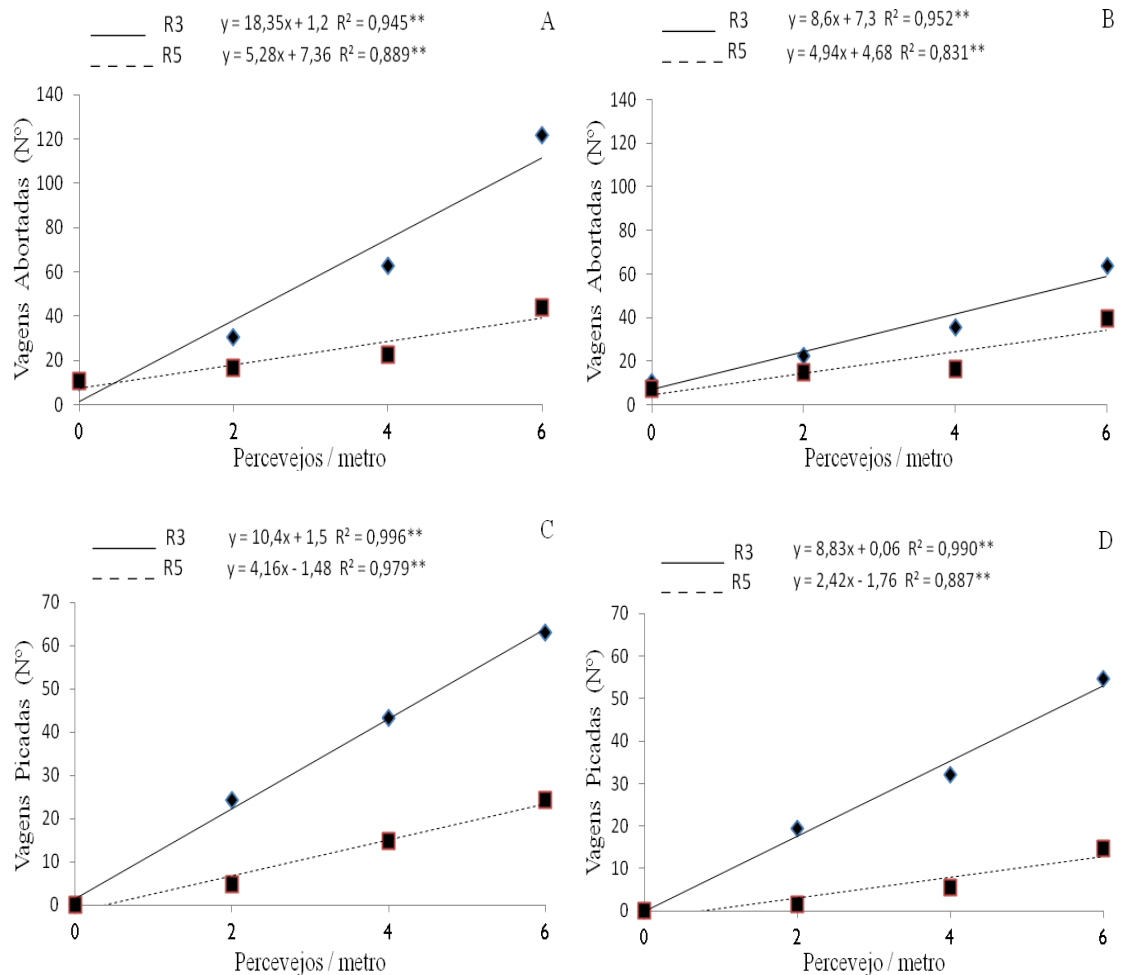 R3 y = 18,35x + 1,2 R² = 0,945** A
R5 y = 5,28x + 7,36 R² = 0,889**
140
120
100
80
60
40
20
0
Vagens Abortadas (N°)
0 2 4 6
Percevejos / metro
R3 y = 8,6x + 7,3 R² = 0,952** B
R5 y = 4,94x + 4,68 R² = 0,831**
140
120
100
80
60
40
20
0
Vagens Abortadas (N°)
0 2 4 6
Percevejos / metro
R3 y = 10,4x + 1,5 R² = 0,996** C
R5 y = 4,16x - 1,48 R² = 0,979**
70
60
50
40
30
20
10
0
Vagens Picadas (N°)
0 2 4 6
Percevejos / metro
R3 y = 8,83x + 0,06 R² = 0,990** D
R5 y = 2,42x - 1,76 R² = 0,887**
70
60
50
40
30
20
10
0
Vagens Picadas (N°)
0 2 4 6
Percevejo / metro